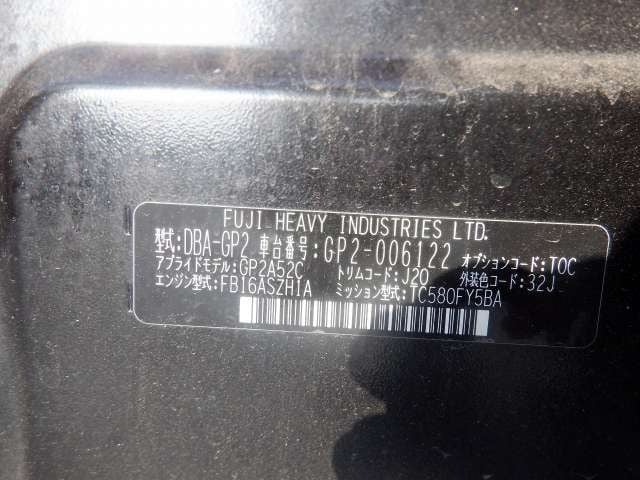 FUJI HEAVY INDUSTRIES LTD.
型式:DBA-GP2 車台番号:GP2-006122 オプションコード:TOC
アプライドモデル:GP2A52C トリムコード:J20 外装色コード:32J
エンジン型式:FB16ASZH1A ミッション型式:TC580FY5BA